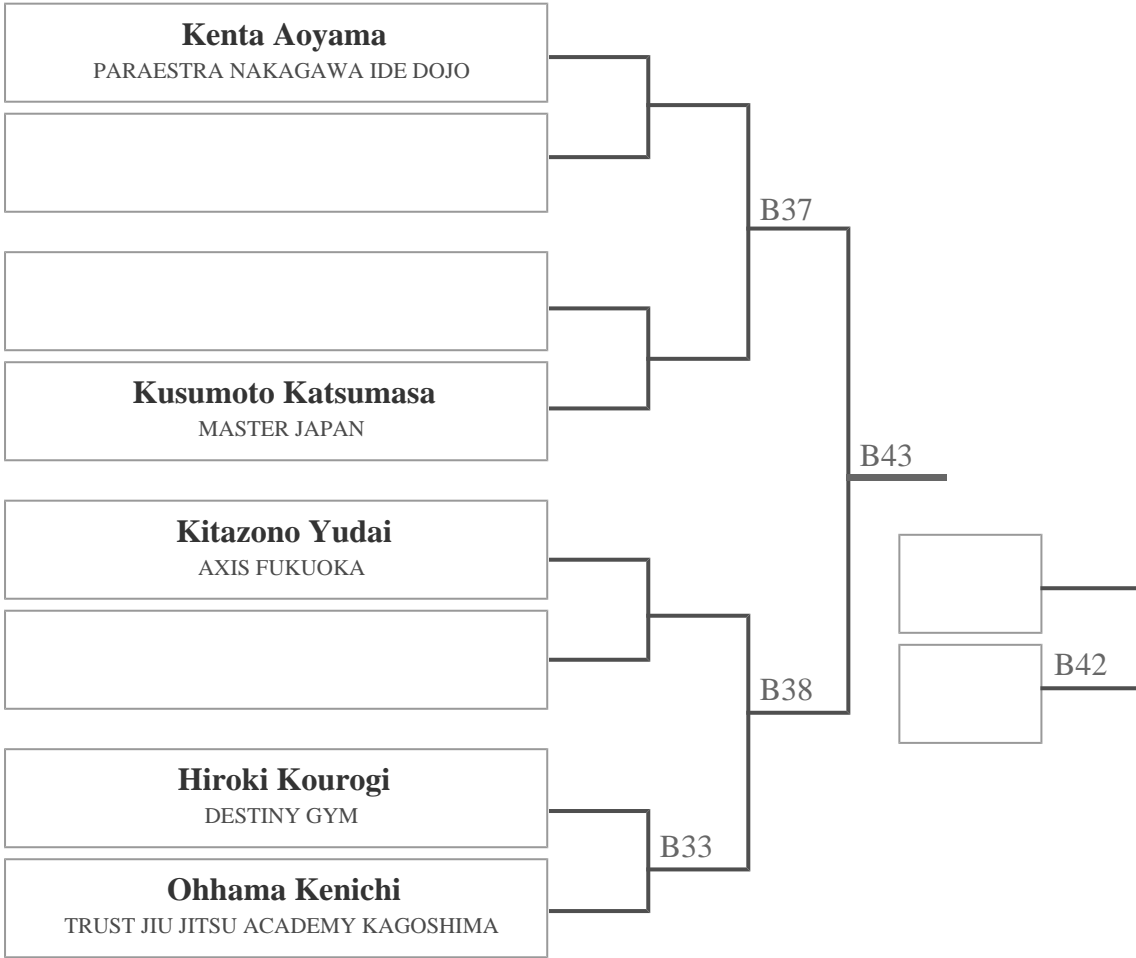 Kenta Aoyama
PARAESTRA NAKAGAWA IDE DOJO
B37
Kusumoto Katsumasa
MASTER JAPAN
B43
Kitazono Yudai
AXIS FUKUOKA
B42
B38
Hiroki Kourogi
DESTINY GYM
B33
Ohhama Kenichi
TRUST JIU JITSU ACADEMY KAGOSHIMA